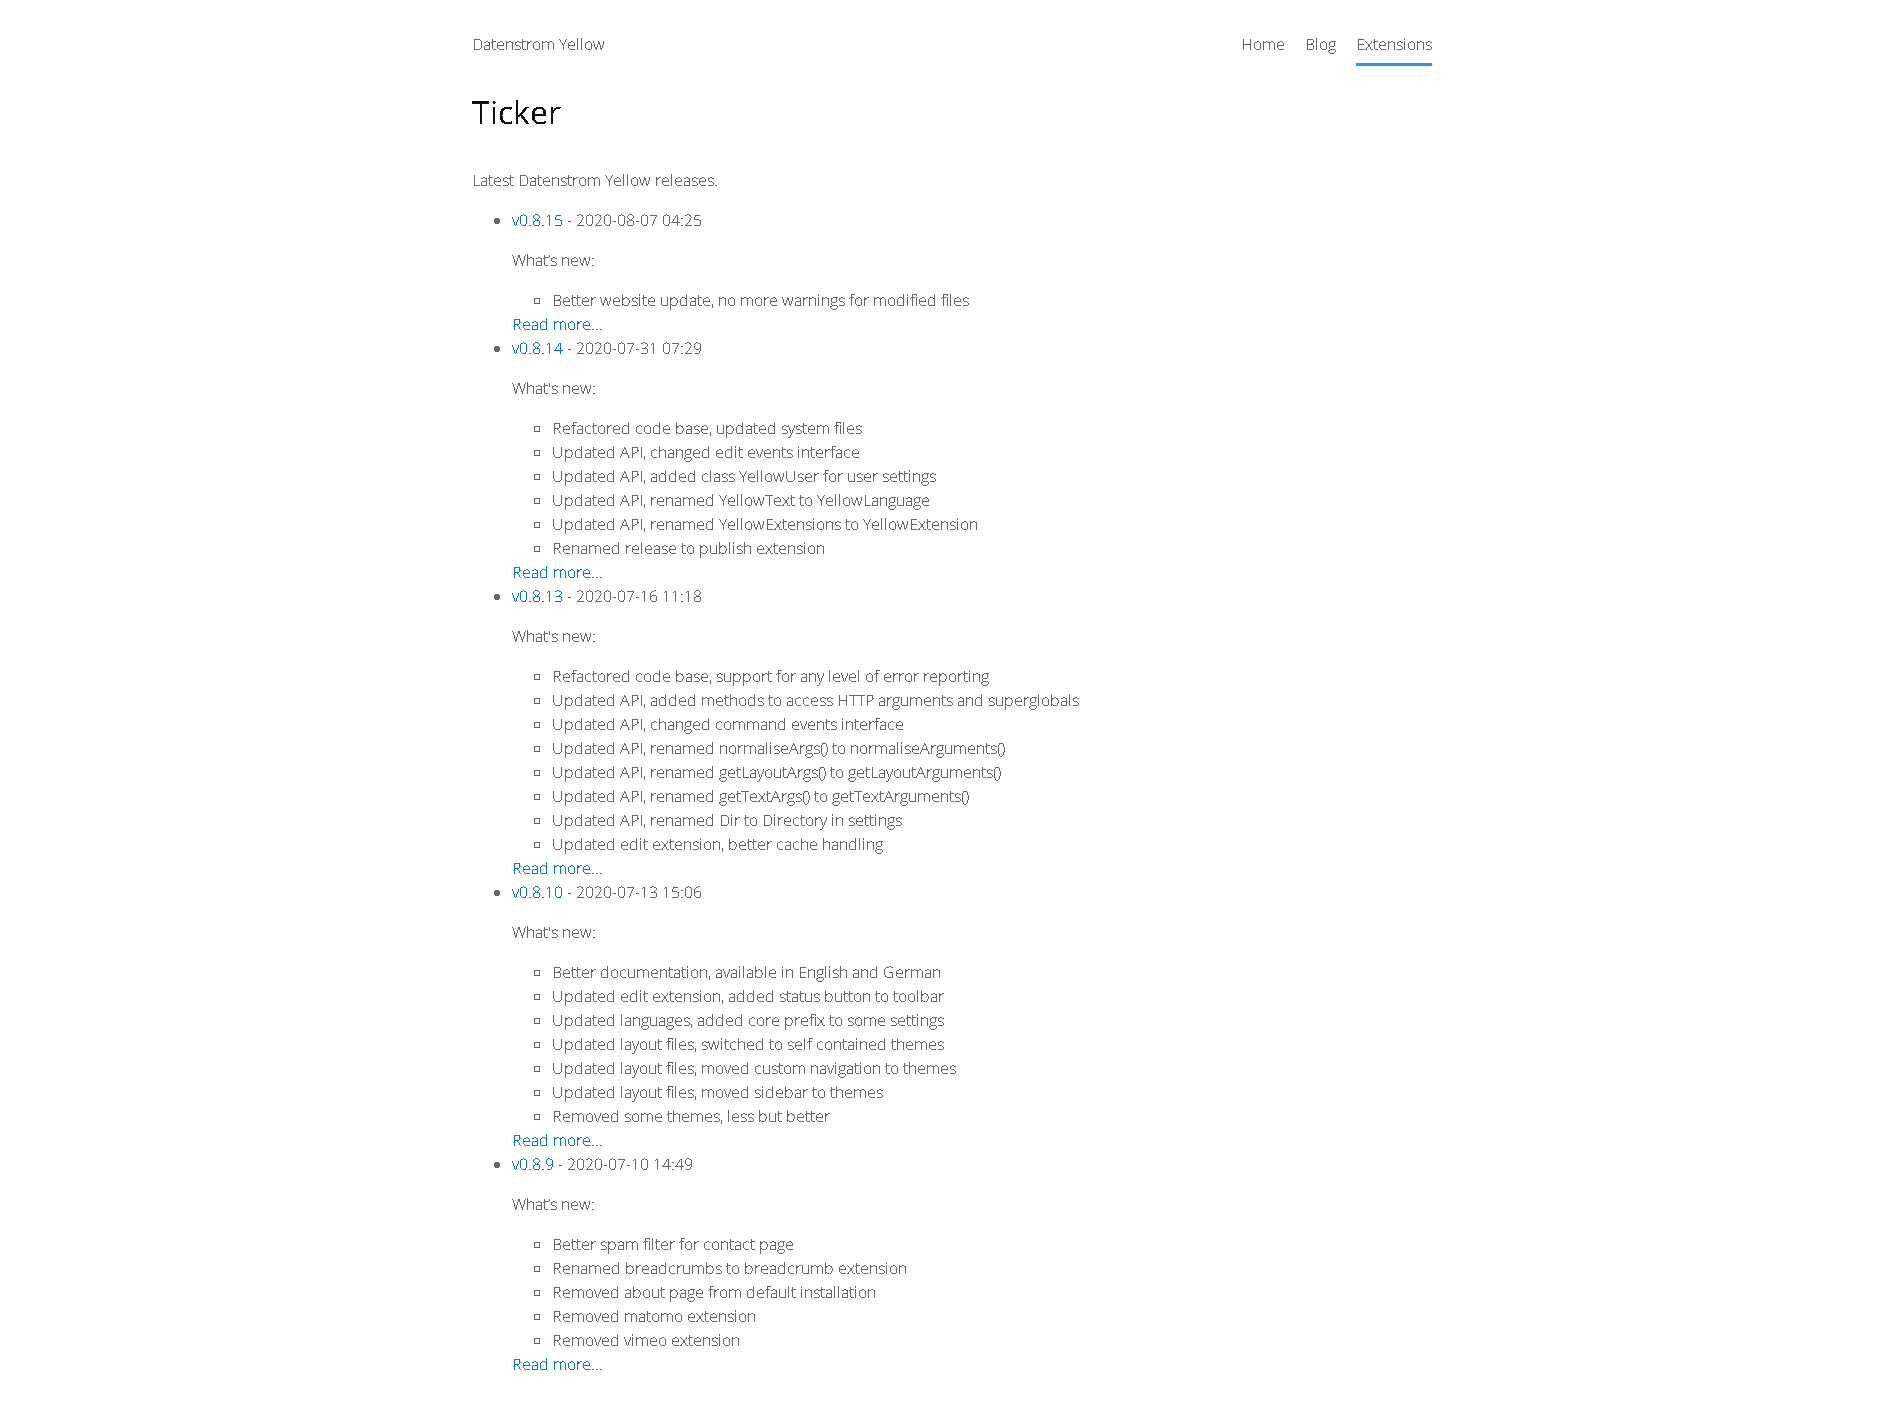 Datenstrom Yellow
Home Blog Extensions
Ticker
Latest Datenstrom Yellow releases.
v0.8.15 - 2020-08-07 04:25
What's new:
Better website update, no more warnings for modified files
Read more...
v0.8.14 - 2020-07-31 07:29
What's new:
Refactored code base, updated system files
Updated API, changed edit events interface
Updated API, added class YellowUser for user settings
Updated API, renamed YellowText to YellowLanguage
Updated API, renamed YellowExtensions to YellowExtension
Renamed release to publish extension
Read more...
v0.8.13 - 2020-07-16 11:18
What's new:
Refactored code base, support for any level of error reporting
Updated API, added methods to access HTTP arguments and superglobals
Updated API, changed command events interface
Updated API, renamed normaliseArgs() to normaliseArguments()
Updated API, renamed getLayoutArgs() to getLayoutArguments()
Updated API, renamed getTextArgs() to getTextArguments()
Updated API, renamed Dir to Directory in settings
Updated edit extension, better cache handling
Read more...
v0.8.10 - 2020-07-13 15:06
What's new:
Better documentation, available in English and German
Updated edit extension, added status button to toolbar
Updated languages, added core prefix to some settings
Updated layout files, switched to self contained themes
Updated layout files, moved custom navigation to themes
Updated layout files, moved sidebar to themes
Removed some themes, less but better
Read more...
v0.8.9 - 2020-07-10 14:49
What's new:
Better spam filter for contact page
Renamed breadcrumbs to breadcrumb extension
Removed about page from default installation
Removed matomo extension
Removed vimeo extension
Read more...